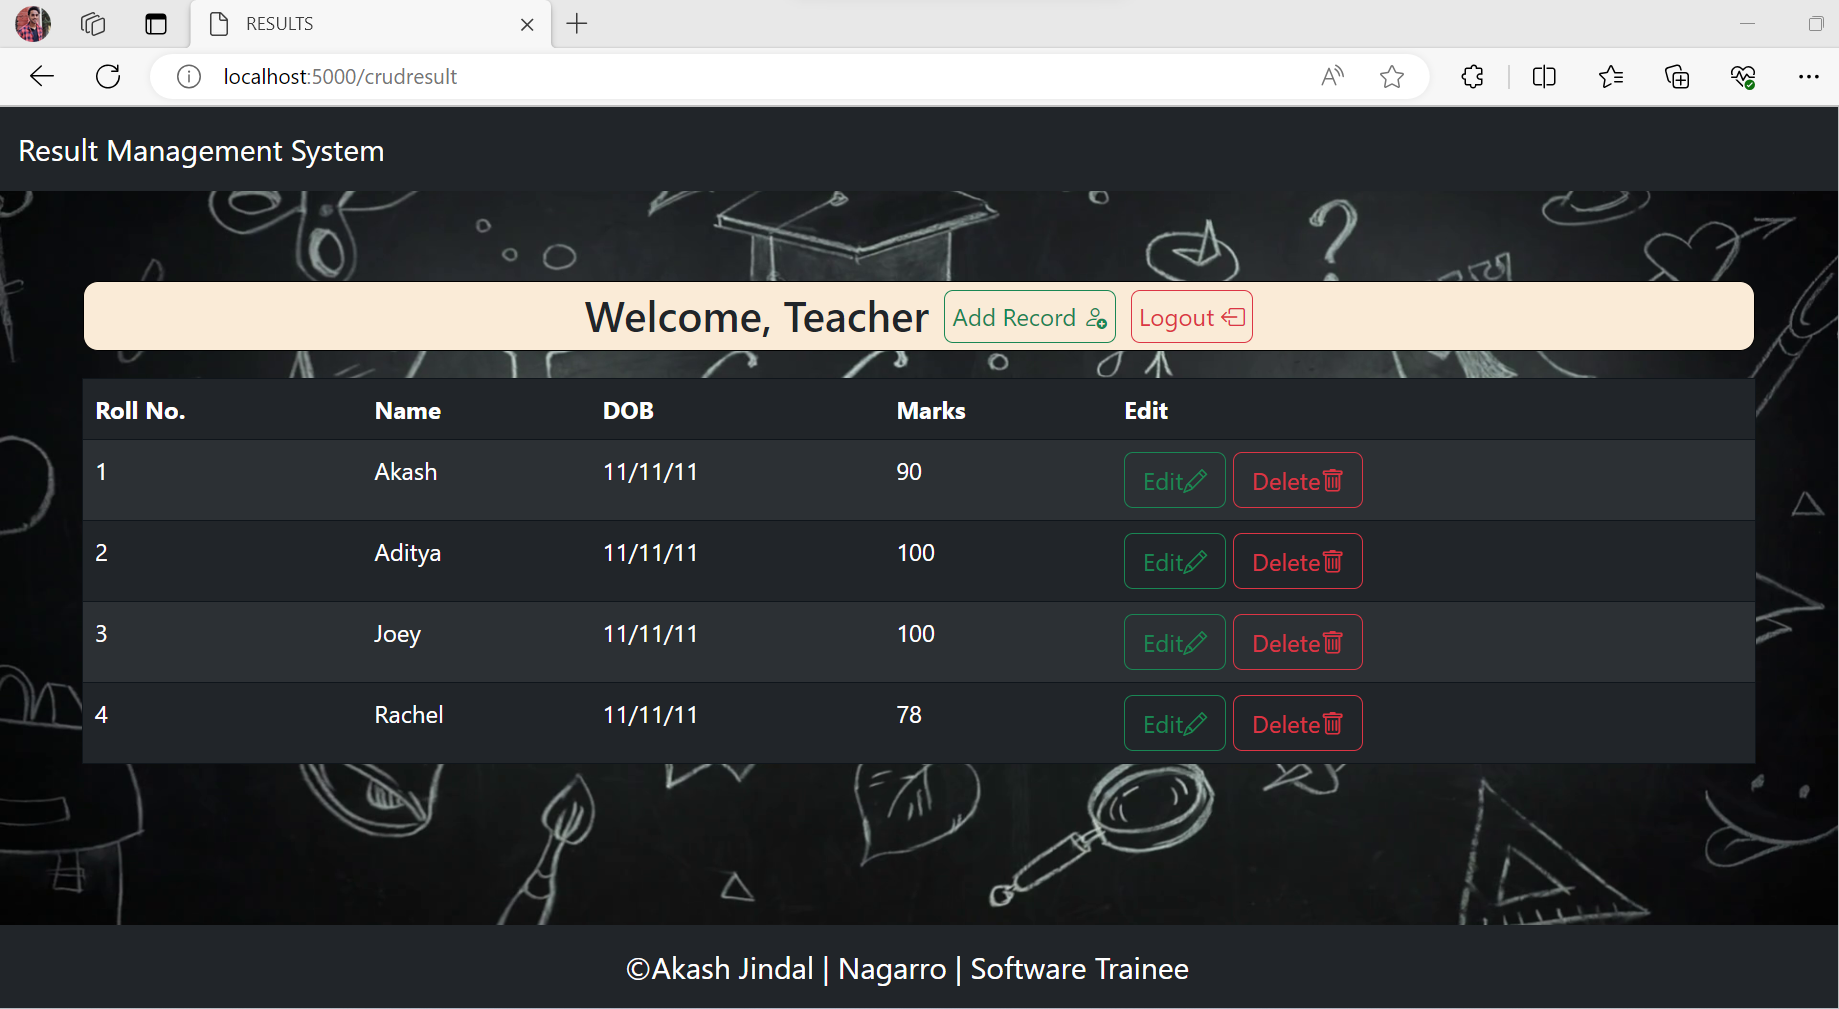 RESULTS
localhost:5000/crudresult
Result Management System
Welcome, Teacher Add Record Logout
Roll No. Name DOB Marks Edit
1 Akash 11/11/11 90 Edit Delete
2 Aditya 11/11/11 100 Edit Delete
3 Joey 11/11/11 100 Edit Delete
4 Rachel 11/11/11 78 Edit Delete
©Akash Jindal | Nagarro | Software Trainee